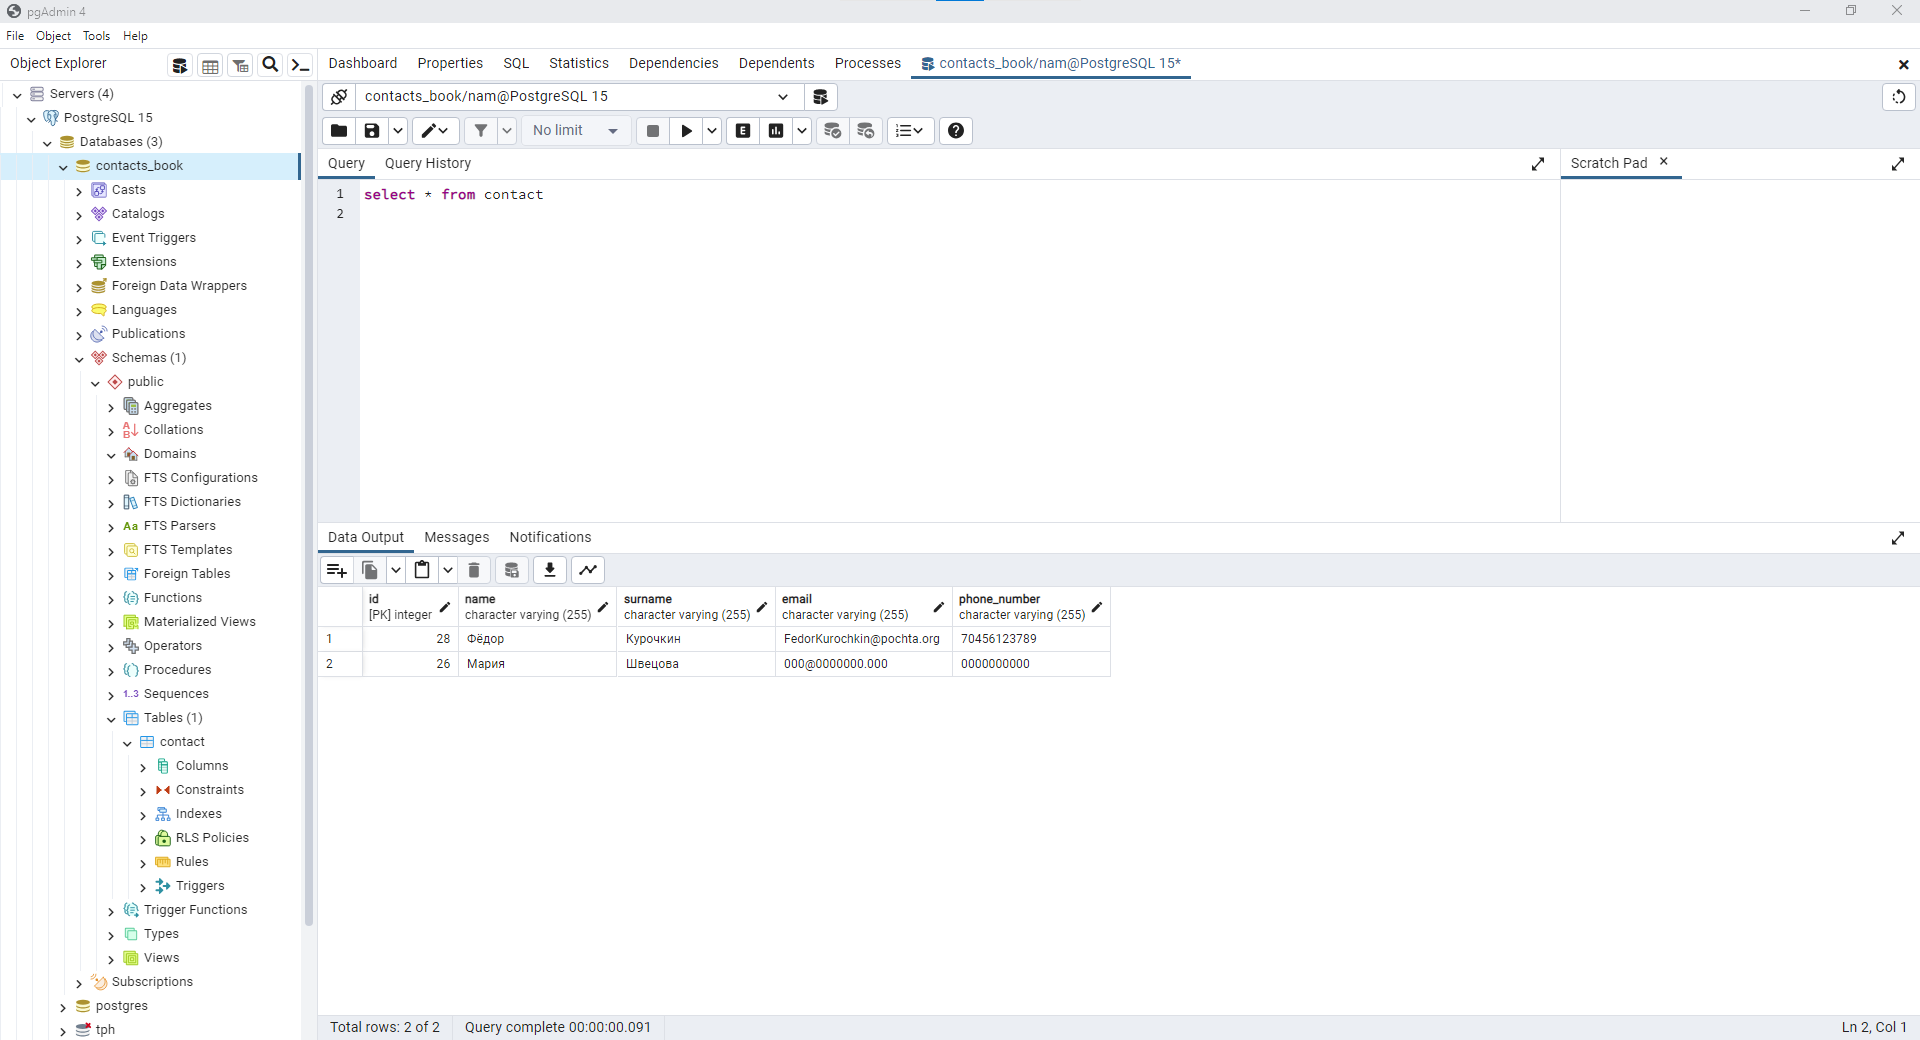 pgAdmin 4
File Object Tools Help
Object Explorer
Servers (4)
PostgreSQL 15
Databases (3)
contacts_book
Casts
Catalogs
Event Triggers
Extensions
Foreign Data Wrappers
Languages
Publications
Schemas (1)
public
Aggregates
Collations
Domains
FTS Configurations
FTS Dictionaries
Aa FTS Parsers
FTS Templates
Foreign Tables
Functions
Materialized Views
Operators
Procedures
1..3 Sequences
Tables (1)
contact
Columns
Constraints
Indexes
RLS Policies
Rules
Triggers
Trigger Functions
Types
Views
Subscriptions
postgres
tph
Dashboard Properties SQL Statistics Dependencies Dependents Processes contacts_book/nam@PostgreSQL 15*
contacts_book/nam@PostgreSQL 15
No limit E
Query Query History Scratch Pad
1 select * from contact
2
Data Output Messages Notifications
id name surname email phone_number
[PK] integer character varying (255) character varying (255) character varying (255) character varying (255)
1 28 Фёдор Курочкин FedorKurochkin@pochta.org 70456123789
2 26 Мария Швецова 000@0000000.000 0000000000
Total rows: 2 of 2 Query complete 00:00:00.091 Ln 2, Col 1